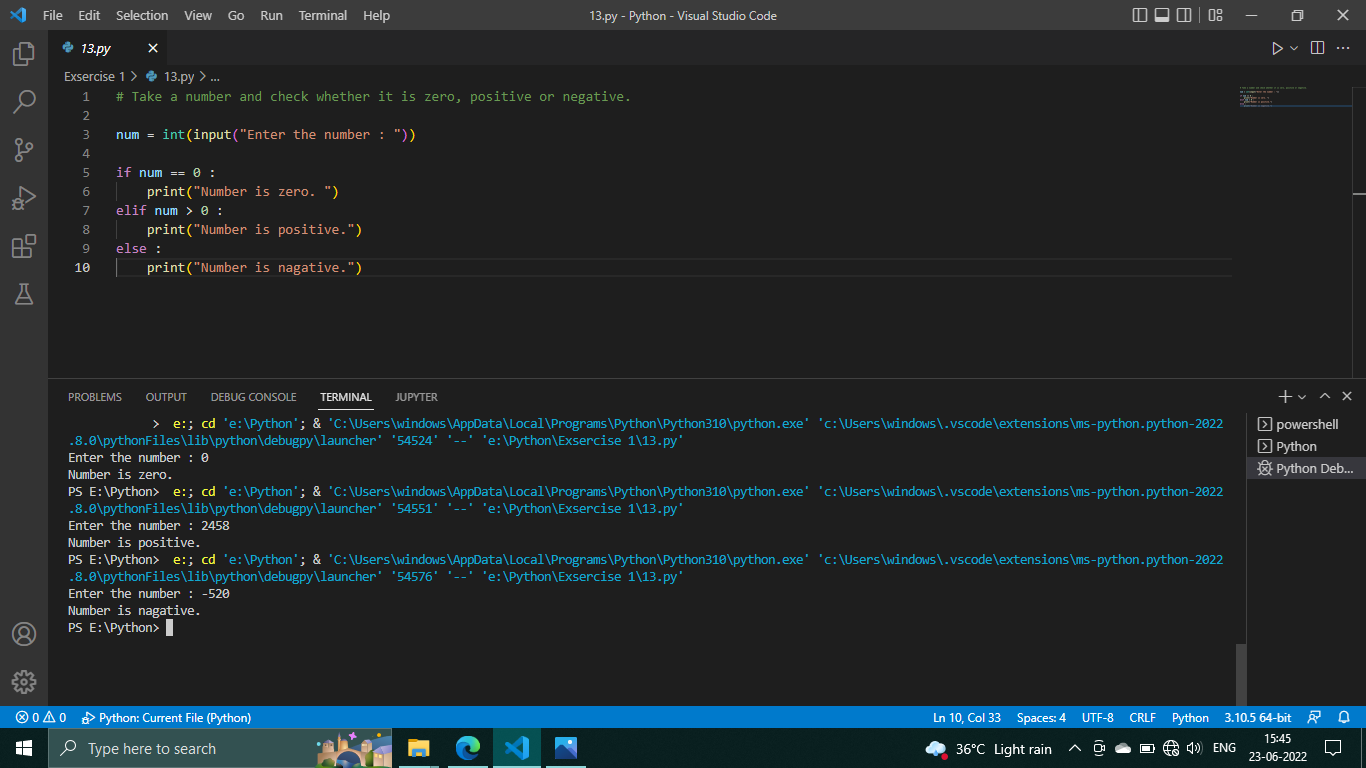 File Edit Selection View Go Run Terminal Help 13.py - Python - Visual Studio Code
13.py
Exsercise 1 > 13.py > ...
1 # Take a number and check whether it is zero, positive or negative.
2
3 num = int(input("Enter the number : "))
4
5 if num == 0 :
6 print("Number is zero. ")
7 elif num > 0 :
8 print("Number is positive.")
9 else :
10 print("Number is nagative.")
PROBLEMS OUTPUT DEBUG CONSOLE TERMINAL JUPYTER
> e:; cd 'e:\Python'; & 'C:\Users\windows\AppData\Local\Programs\Python\Python310\python.exe' 'c:\Users\windows\.vscode\extensions\ms-python.python-2022
.8.0\pythonFiles\lib\python\debugpy\launcher' '54524' '--' 'e:\Python\Exsercise 1\13.py'
Enter the number : 0
Number is zero.
PS E:\Python> e:; cd 'e:\Python'; & 'C:\Users\windows\AppData\Local\Programs\Python\Python310\python.exe' 'c:\Users\windows\.vscode\extensions\ms-python.python-2022
.8.0\pythonFiles\lib\python\debugpy\launcher' '54551' '--' 'e:\Python\Exsercise 1\13.py'
Enter the number : 2458
Number is positive.
PS E:\Python> e:; cd 'e:\Python'; & 'C:\Users\windows\AppData\Local\Programs\Python\Python310\python.exe' 'c:\Users\windows\.vscode\extensions\ms-python.python-2022
.8.0\pythonFiles\lib\python\debugpy\launcher' '54576' '--' 'e:\Python\Exsercise 1\13.py'
Enter the number : -520
Number is nagative.
PS E:\Python>
powershell
Python
Python Deb...
0 0 Python: Current File (Python) Ln 10, Col 33 Spaces: 4 UTF-8 CRLF Python 3.10.5 64-bit
Type here to search 36°C Light rain ENG 15:45
23-06-2022